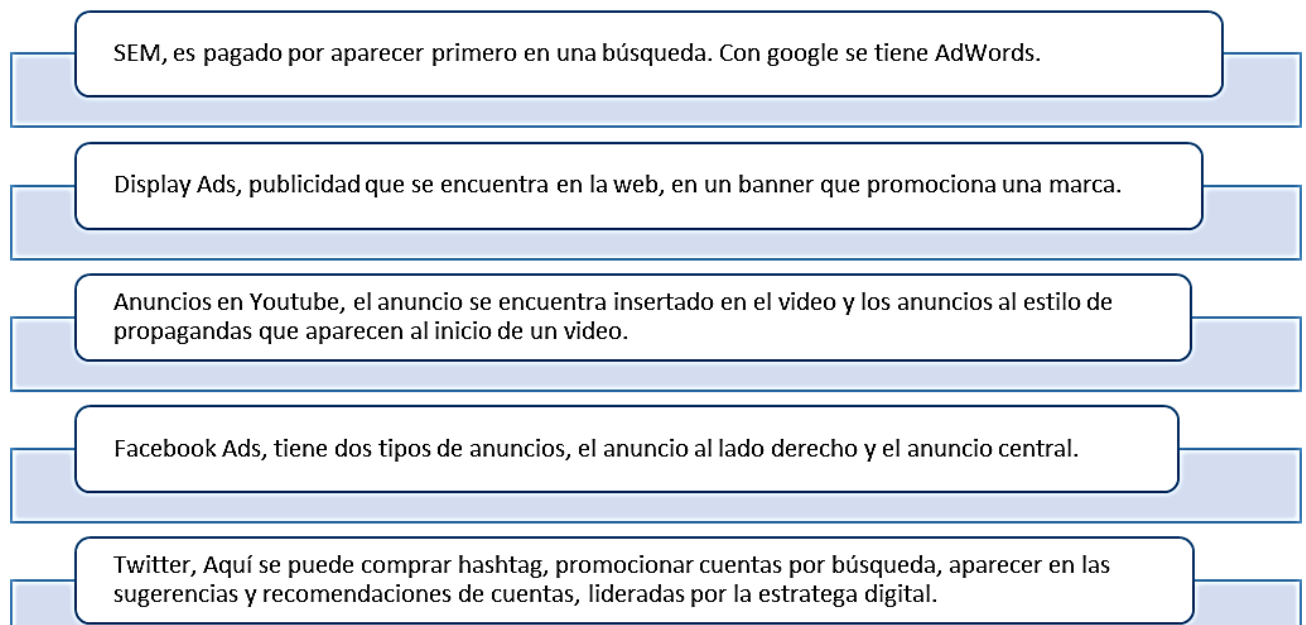 SEM, es pagado por aparecer primero en una búsqueda. Con google se tiene AdWords.
Display Ads, publicidad que se encuentra en la web, en un banner que promociona una marca.
Anuncios en Youtube, el anuncio se encuentra insertado en el video y los anuncios al estilo de
propagandas que aparecen al inicio de un video.
Facebook Ads, tiene dos tipos de anuncios, el anuncio al lado derecho y el anuncio central.
Twitter, Aquí se puede comprar hashtag, promocionar cuentas por búsqueda, aparecer en las
sugerencias y recomendaciones de cuentas, lideradas por la estratega digital.